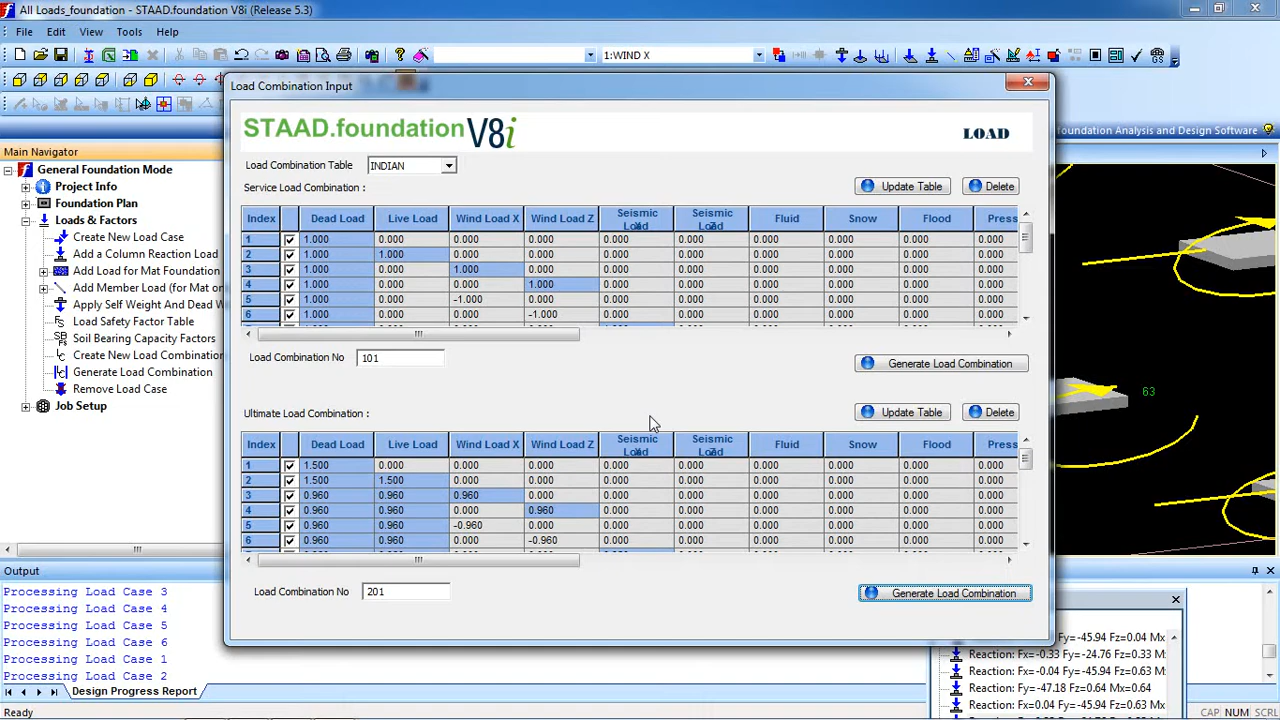 All Loads_foundation - STAAD.foundation V8i (Release 5.3)
File Edit View Tools Help
1:WIND X
Main Navigator
General Foundation Mode
Project Info
Foundation Plan
Loads & Factors
Create New Load Case
Add a Column Reaction Loa
Add Load for Mat Foundation
Add Member Load (for Mat on
Apply Self Weight And Dead W
Load Safety Factor Table
Soil Bearing Capacity Factors
Create New Load Combination
Generate Load Combination
Remove Load Case
Job Setup
oundation Analysis and Design Software
63
Load Combination Input
STAAD.foundation V8i
LOAD
Load Combination Table INDIAN
Service Load Combination :
Update Table Delete
Index Dead Load Live Load Wind Load X Wind Load Z Seismic Load X Seismic Load Z Fluid Snow Flood Press
1 1.000 0.000 0.000 0.000 0.000 0.000 0.000 0.000 0.000 0.000
2 1.000 1.000 0.000 0.000 0.000 0.000 0.000 0.000 0.000 0.000
3 1.000 0.000 1.000 0.000 0.000 0.000 0.000 0.000 0.000 0.000
4 1.000 0.000 0.000 1.000 0.000 0.000 0.000 0.000 0.000 0.000
5 1.000 0.000 -1.000 0.000 0.000 0.000 0.000 0.000 0.000 0.000
6 1.000 0.000 0.000 -1.000 0.000 0.000 0.000 0.000 0.000 0.000
Load Combination No 101
Generate Load Combination
Ultimate Load Combination :
Update Table Delete
Index Dead Load Live Load Wind Load X Wind Load Z Seismic Load X Seismic Load Z Fluid Snow Flood Press
1 1.500 0.000 0.000 0.000 0.000 0.000 0.000 0.000 0.000 0.000
2 1.500 1.500 0.000 0.000 0.000 0.000 0.000 0.000 0.000 0.000
3 0.960 0.960 0.960 0.000 0.000 0.000 0.000 0.000 0.000 0.000
4 0.960 0.960 0.000 0.960 0.000 0.000 0.000 0.000 0.000 0.000
5 0.960 0.960 -0.960 0.000 0.000 0.000 0.000 0.000 0.000 0.000
6 0.960 0.960 0.000 -0.960 0.000 0.000 0.000 0.000 0.000 0.000
Load Combination No 201
Generate Load Combination
Output
Processing Load Case 3
Processing Load Case 4
Processing Load Case 5
Processing Load Case 6
Processing Load Case 1
Processing Load Case 2
Design Progress Report
Fy=-45.94 Fz=0.04 Mx
Reaction: Fx=-0.33 Fy=-24.76 Fz=0.33 M
Reaction: Fx=-0.04 Fy=-45.94 Fz=0.63 M
Reaction: Fy=-47.18 Fz=0.64 Mx=0.64
Reaction: Fx=0.04 Fy=-45.94 Fz=0.63 Mx
CAP NUM SCRL